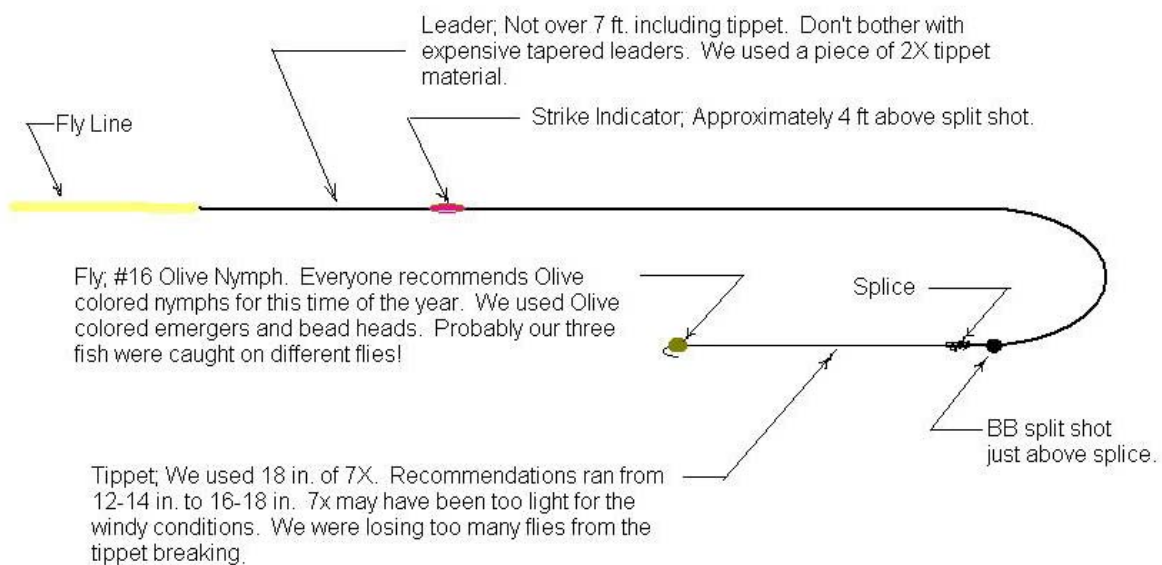 Leader; Not over 7 ft. including tippet. Don't bother with
expensive tapered leaders. We used a piece of 2X tippet
material.
Fly Line
Strike Indicator; Approximately 4 ft above split shot.
Fly; #16 Olive Nymph. Everyone recommends Olive
colored nymphs for this time of the year. We used Olive
colored emergers and bead heads. Probably our three
fish were caught on different flies!
Splice
BB split shot
just above splice.
Tippet; We used 18 in. of 7X. Recommendations ran from
12-14 in. to 16-18 in. 7x may have been too light for the
windy conditions. We were losing too many flies from the
tippet breaking.